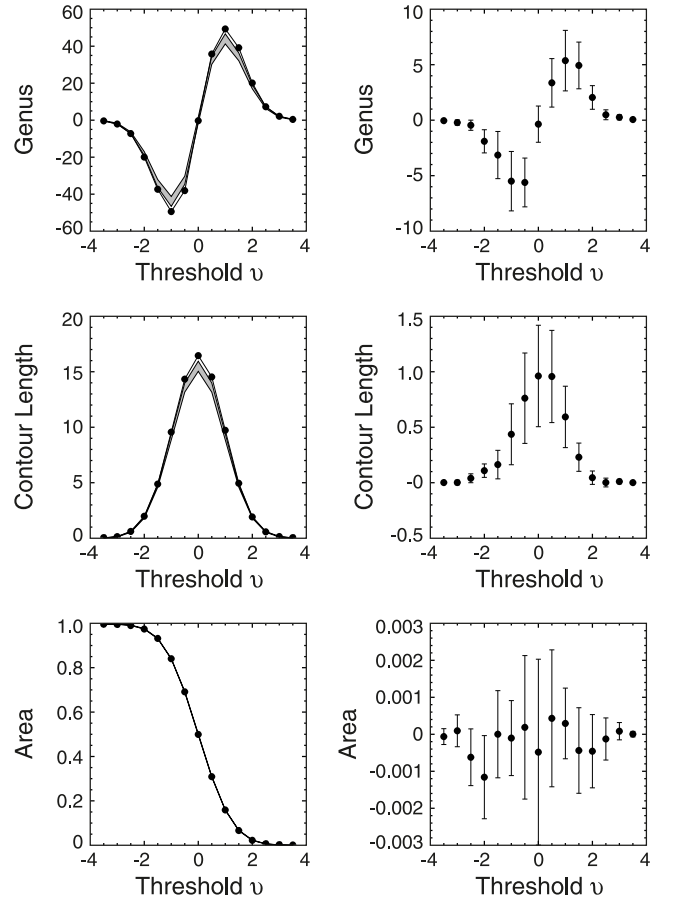 Genus
60
40
20
0
-20
-40
-60
-4 -2 0 2 4
Threshold υ
Genus
10
5
0
-5
-10
-4 -2 0 2 4
Threshold υ
Contour Length
20
15
10
5
0
-4 -2 0 2 4
Threshold υ
Contour Length
1.5
1.0
0.5
-0
-0.5
-4 -2 0 2 4
Threshold υ
Area
1.0
0.8
0.6
0.4
0.2
0
-4 -2 0 2 4
Threshold υ
Area
0.003
0.002
0.001
0
-0.001
-0.002
-0.003
-4 -2 0 2 4
Threshold υ